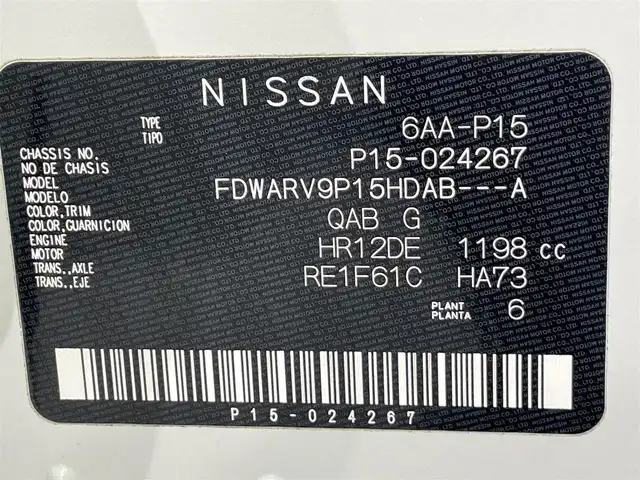 NISSAN
TYPE 6AA-P15
TIPO
CHASSIS NO. P15-024267
NO DE CHASIS
MODEL FDWARV9P15HDAB---A
MODELO
COLOR,TRIM QAB G
COLOR,GUARNICION
ENGINE HR12DE 1198 cc
MOTOR
TRANS.,AXLE RE1F61C HA73
TRANS.,EJE
PLANT 6
PLANTA
P15-024267